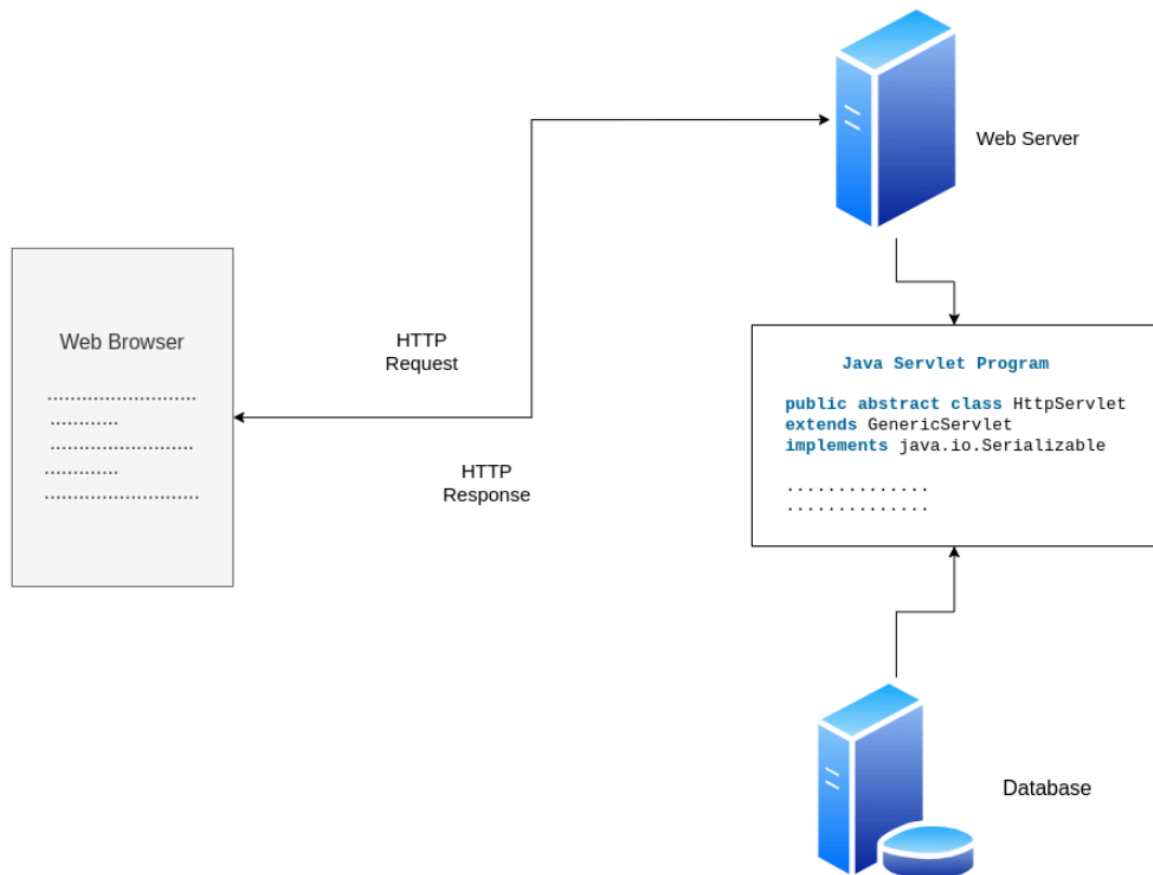 Web Server
Web Browser
...........................
............
.........................
.............
............................
HTTP
Request
HTTP
Response
Java Servlet Program
public abstract class HttpServlet
extends GenericServlet
implements java.io.Serializable
..............
..............
Database